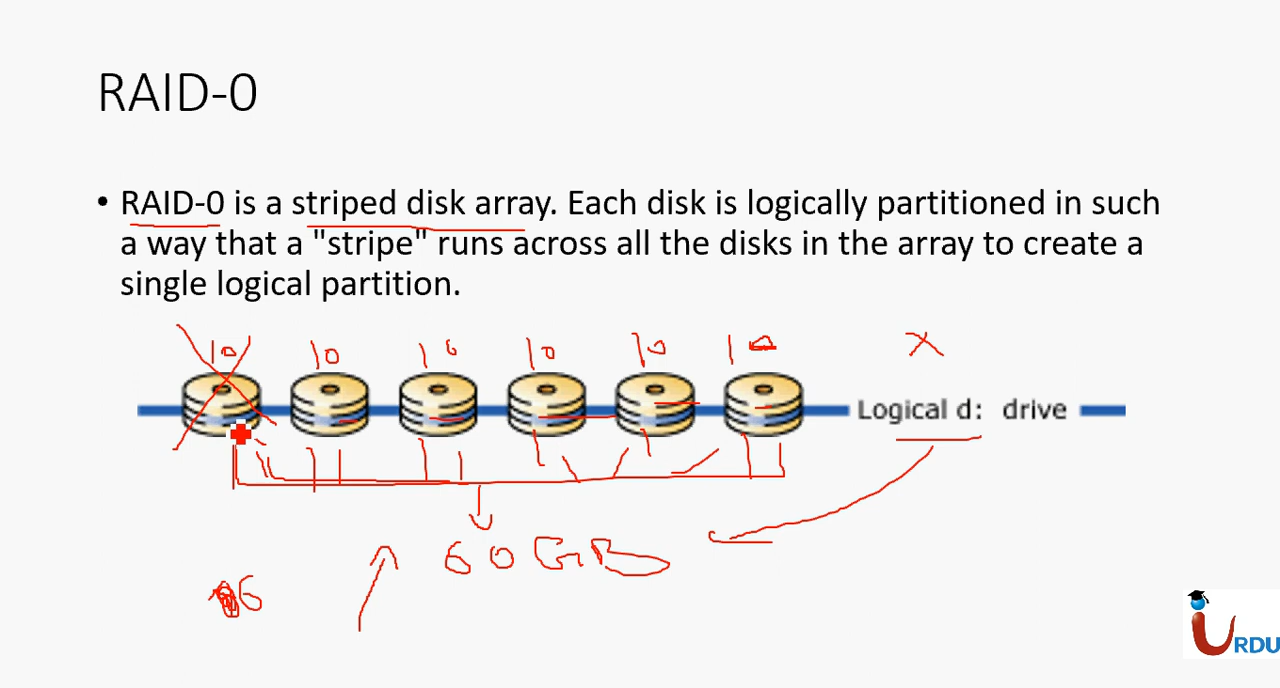 RAID-0
• RAID-0 is a striped disk array. Each disk is logically partitioned in such
a way that a "stripe" runs across all the disks in the array to create a
single logical partition.
10 10 10 10 10 10 X
Logical d: drive
60 GB
6
URDU